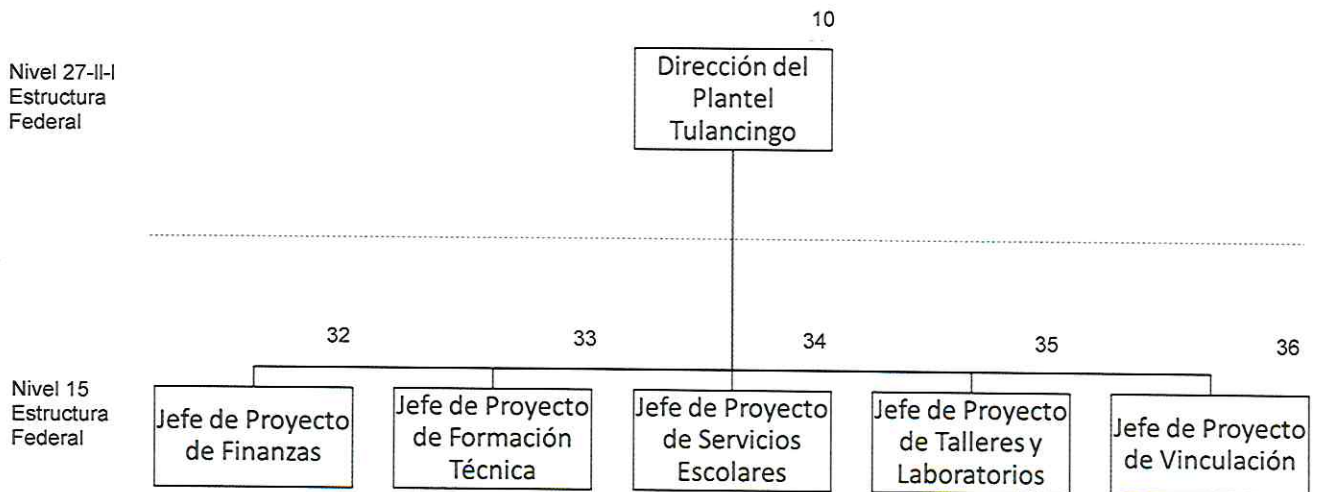 10
Nivel 27-II-I
Estructura
Federal
Dirección del
Plantel
Tulancingo
32
33
34
35
36
Nivel 15
Estructura
Federal
Jefe de Proyecto
de Finanzas
Jefe de Proyecto
de Formación
Técnica
Jefe de Proyecto
de Servicios
Escolares
Jefe de Proyecto
de Talleres y
Laboratorios
Jefe de Proyecto
de Vinculación